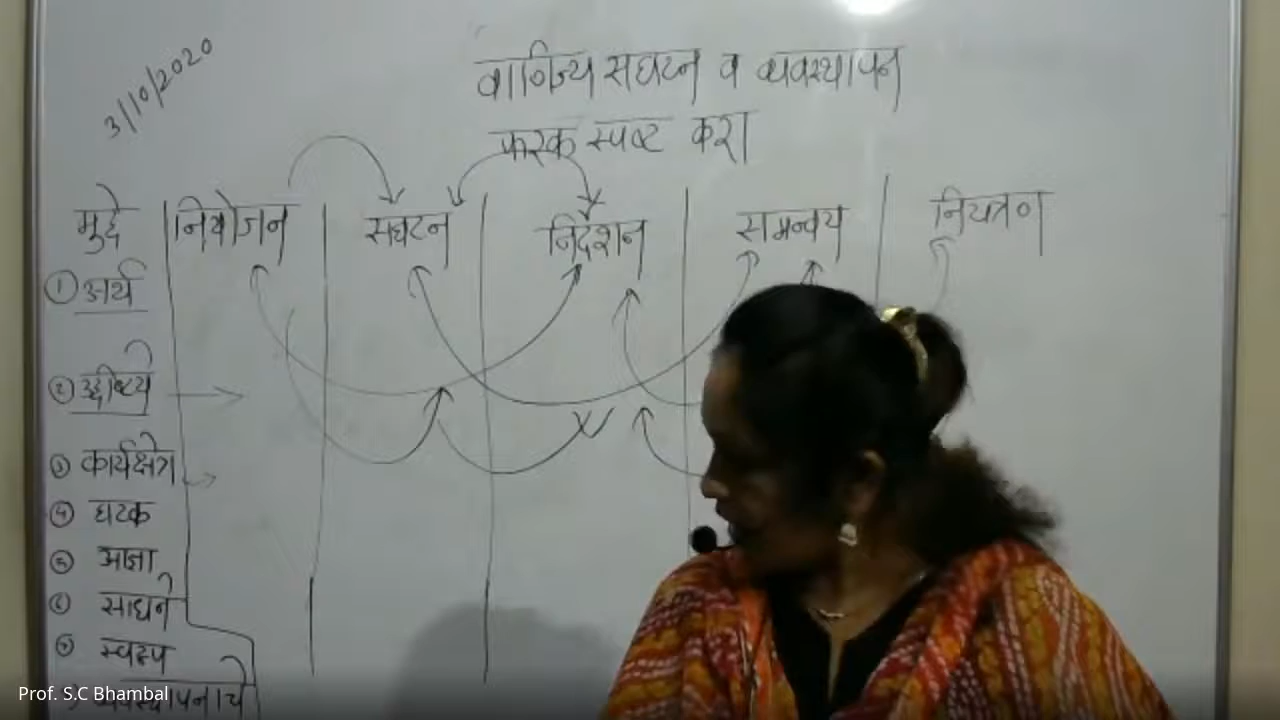 3/10/2020
वाणिज्य संघटन व व्यवस्थापन
फरक स्पष्ट करा
मुद्दे नियोजन संघटन निर्देशन समन्वय नियंत्रण
① अर्थ
② उद्दीष्टये
③ कार्यक्षेत्र
④ घटक
⑤ आज्ञा
⑥ साधने
⑦ स्वरूप
व्यवस्थापनाचे
Prof. S.C Bhambal